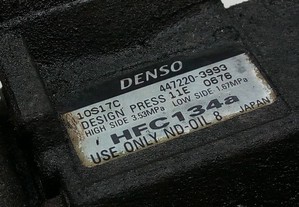 DENSO
10S17C 447220-3993
DESIGN PRESS 11E 0676
HIGH SIDE 3.53MPa LOW SIDE 1.67MPa
HFC134a
USE ONLY ND-OIL 8 JAPAN